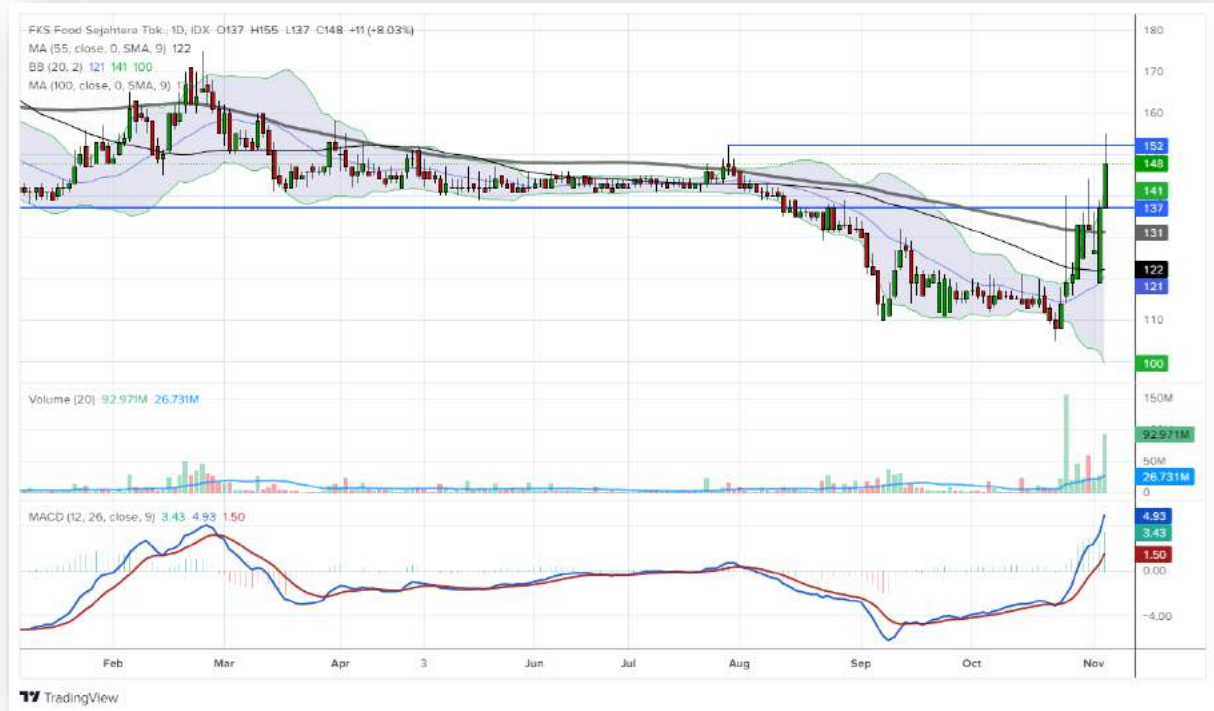 FKS Food Sejahtera Tbk., 1D, IDX O137 H155 L137 C148 +11 (+8.03%)
MA (55, close, 0, SMA, 9) 122
BB (20, 2) 121 141 100
MA (100, close, 0, SMA, 9)
180
170
160
152
148
141
137
131
122
121
110
100
Volume (20) 92.971M 26.731M
150M
92.971M
50M
26.731M
0
MACD (12, 26, close, 9) 3.43 4.93 1.50
4.93
3.43
1.50
0.00
−4.00
Feb Mar Apr 3 Jun Jul Aug Sep Oct Nov
TradingView